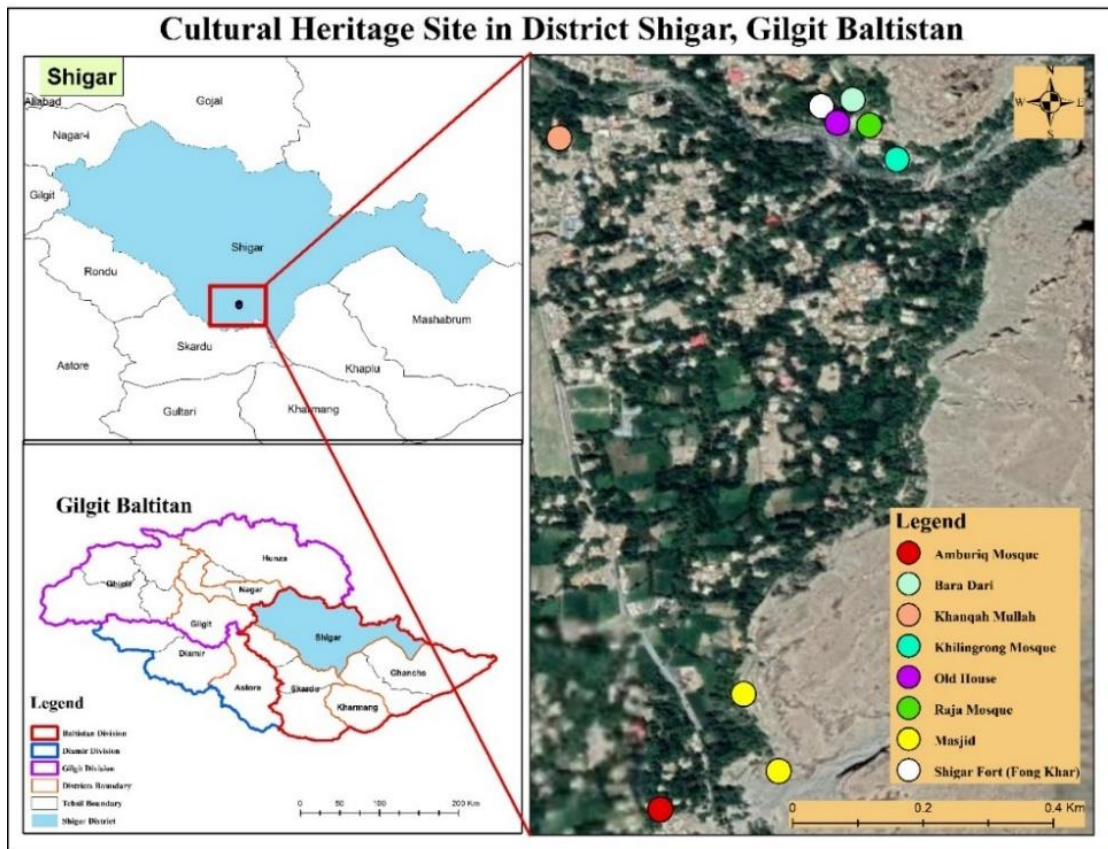 Cultural Heritage Site in District Shigar, Gilgit Baltistan
Shigar
Gojal
Aliabad
Nagar-i
Gilgit
Shigar
Rondu
Mashabrum
Skardu
Astore
Khaplu
Gultari
Kharmang
Gilgit Baltitan
Hunza
Ghizir
Nagar
Gilgit
Shigar
Diamir
Ghanche
Astore
Skardu
Kharmang
Legend
Baltistan Division
Diamir Division
Gilgit Division
Districts Boundary
Tehsil Boundary
Shigar District
0 50 100 200 Km
N
W E
S
Legend
Amburiq Mosque
Bara Dari
Khanqah Mullah
Khilingrong Mosque
Old House
Raja Mosque
Masjid
Shigar Fort (Fong Khar)
0 0.2 0.4 Km